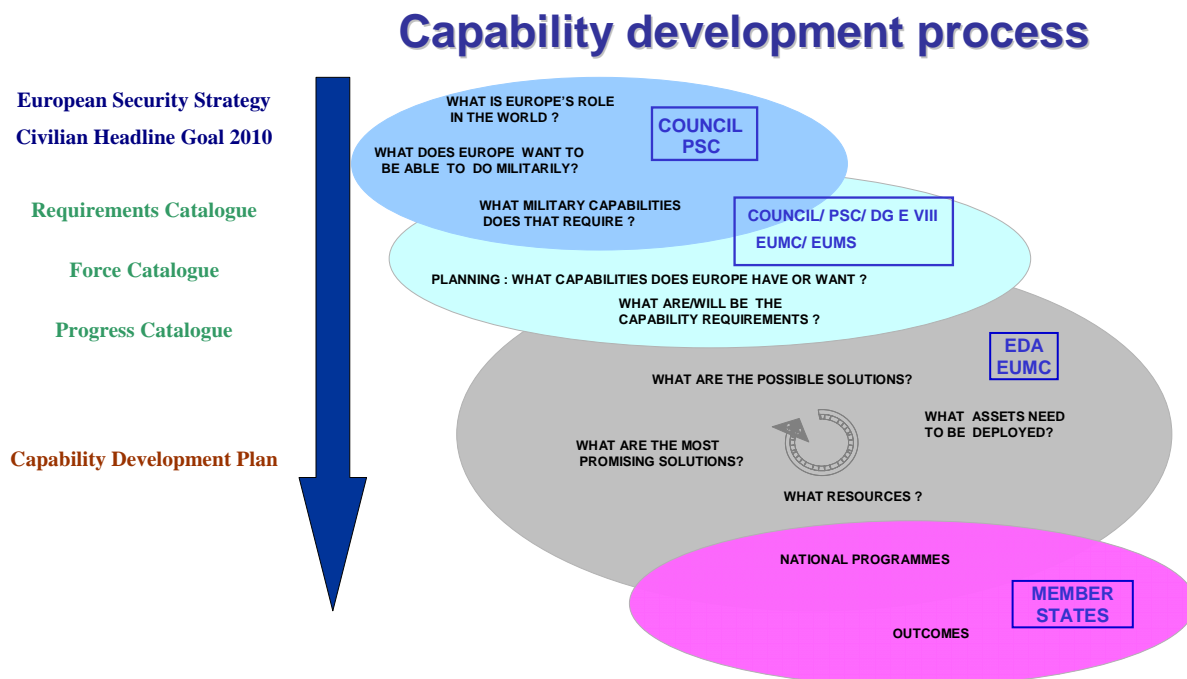 Capability development process
European Security Strategy
Civilian Headline Goal 2010
Requirements Catalogue
Force Catalogue
Progress Catalogue
Capability Development Plan
WHAT IS EUROPE'S ROLE
IN THE WORLD ?
COUNCIL
PSC
WHAT DOES EUROPE WANT TO
BE ABLE TO DO MILITARILY?
WHAT MILITARY CAPABILITIES
DOES THAT REQUIRE ?
COUNCIL/ PSC/ DG E VIII
EUMC/ EUMS
PLANNING : WHAT CAPABILITIES DOES EUROPE HAVE OR WANT ?
WHAT ARE/WILL BE THE
CAPABILITY REQUIREMENTS ?
EDA
EUMC
WHAT ARE THE POSSIBLE SOLUTIONS?
WHAT ASSETS NEED
TO BE DEPLOYED?
WHAT ARE THE MOST
PROMISING SOLUTIONS?
WHAT RESOURCES ?
NATIONAL PROGRAMMES
MEMBER
STATES
OUTCOMES